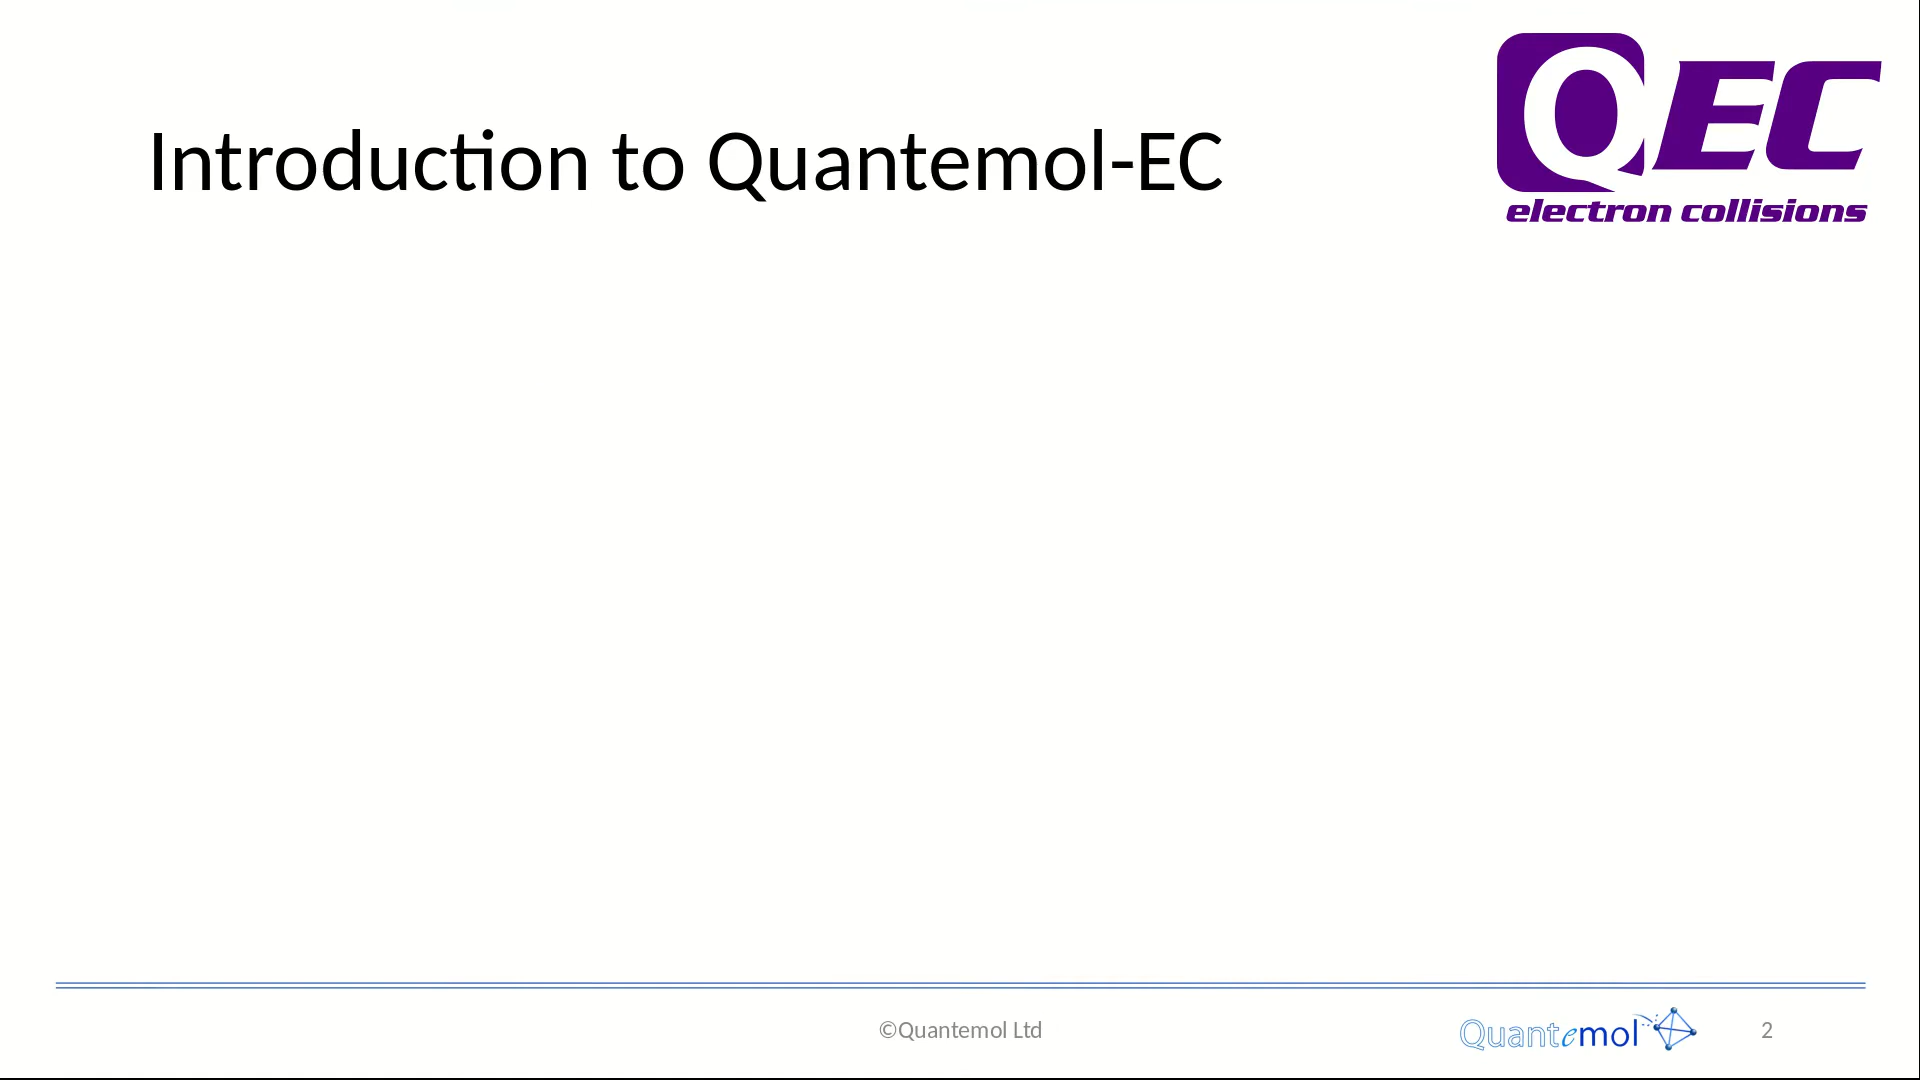 QEC
electron collisions
Introduction to Quantemol-EC
©Quantemol Ltd
Quantemol
2